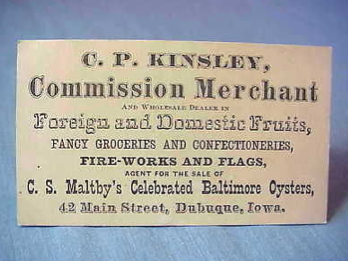 C. P. KINSLEY,
Commission Merchant
AND WHOLESALE DEALER IN
Foreign and Domestic Fruits,
FANCY GROCERIES AND CONFECTIONERIES,
FIRE-WORKS AND FLAGS,
AGENT FOR THE SALE OF
C. S. Maltby's Celebrated Baltimore Oysters,
42 Main Street, Dubuque, Iowa.